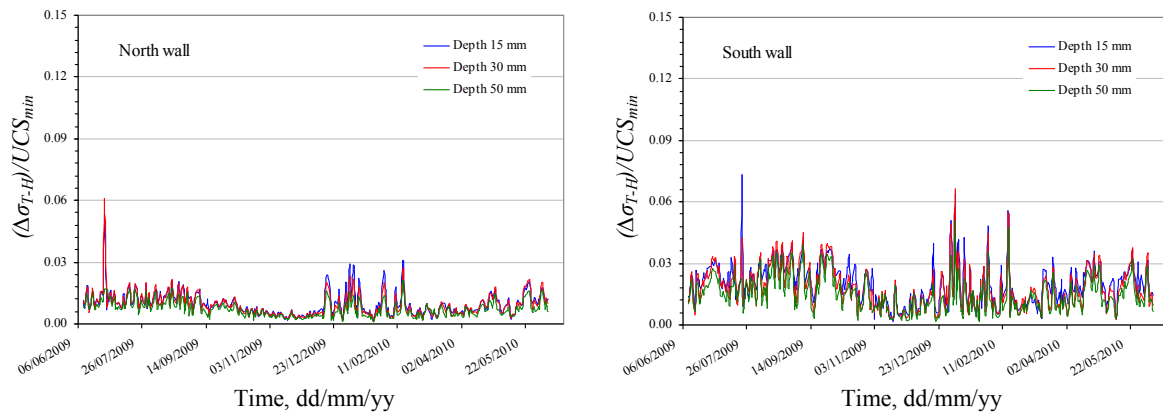 0.15
0.12
0.09
0.06
0.03
0.00
(Δσ_{T-H})/UCS_{min}
North wall
Depth 15 mm
Depth 30 mm
Depth 50 mm
06/06/2009
26/07/2009
14/09/2009
03/11/2009
23/12/2009
11/02/2010
02/04/2010
22/05/2010
Time, dd/mm/yy
0.15
0.12
0.09
0.06
0.03
0.00
(Δσ_{T-H})/UCS_{min}
South wall
Depth 15 mm
Depth 30 mm
Depth 50 mm
06/06/2009
26/07/2009
14/09/2009
03/11/2009
23/12/2009
11/02/2010
02/04/2010
22/05/2010
Time, dd/mm/yy